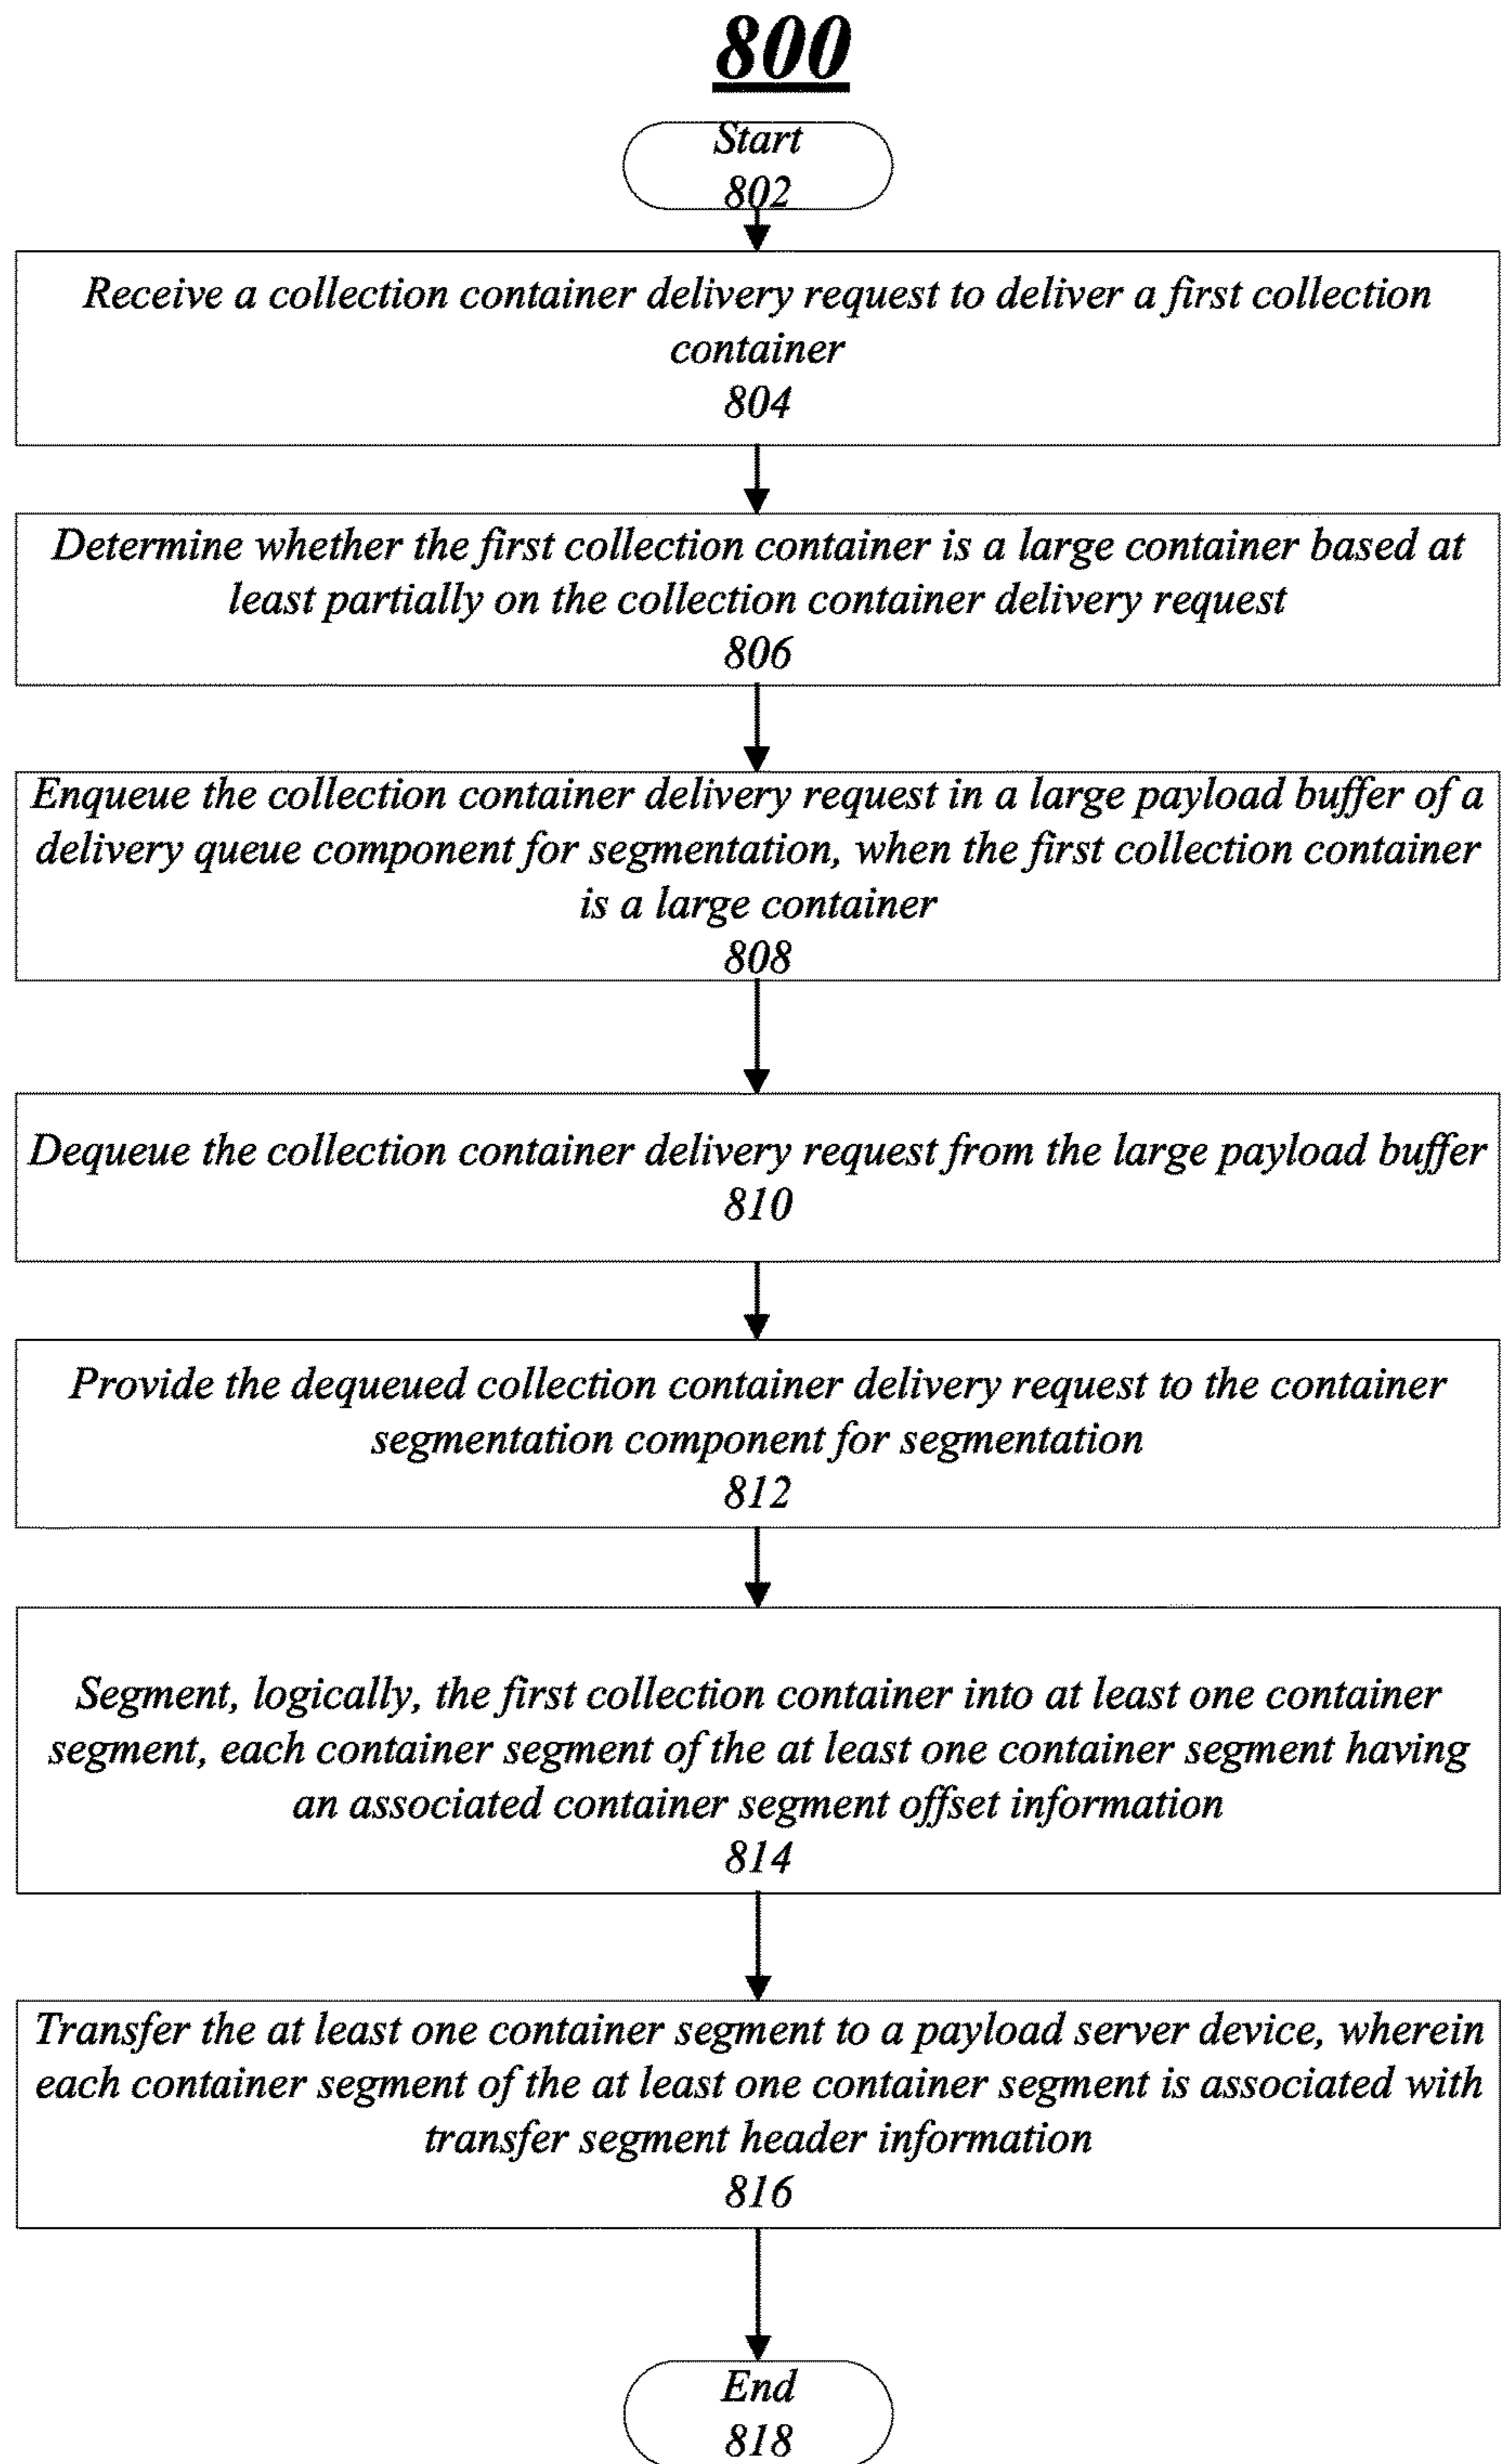 800
Start
802
Receive a collection container delivery request to deliver a first collection
container
804
Determine whether the first collection container is a large container based at
least partially on the collection container delivery request
806
Enqueue the collection container delivery request in a large payload buffer of a
delivery queue component for segmentation, when the first collection container
is a large container
808
Dequeue the collection container delivery request from the large payload buffer
810
Provide the dequeued collection container delivery request to the container
segmentation component for segmentation
812
Segment, logically, the first collection container into at least one container
segment, each container segment of the at least one container segment having
an associated container segment offset information
814
Transfer the at least one container segment to a payload server device, wherein
each container segment of the at least one container segment is associated with
transfer segment header information
816
End
818